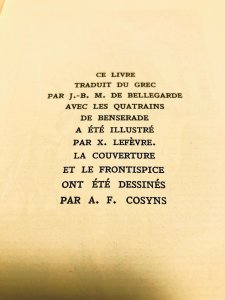 CE LIVRE
TRADUIT DU GREC
PAR J.-B. M. DE BELLEGARDE
AVEC LES QUATRAINS
DE BENSERADE
A ÉTÉ ILLUSTRÉ
PAR X. LEFÈVRE.
LA COUVERTURE
ET LE FRONTISPICE
ONT ÉTÉ DESSINÉS
PAR A. F. COSYNS